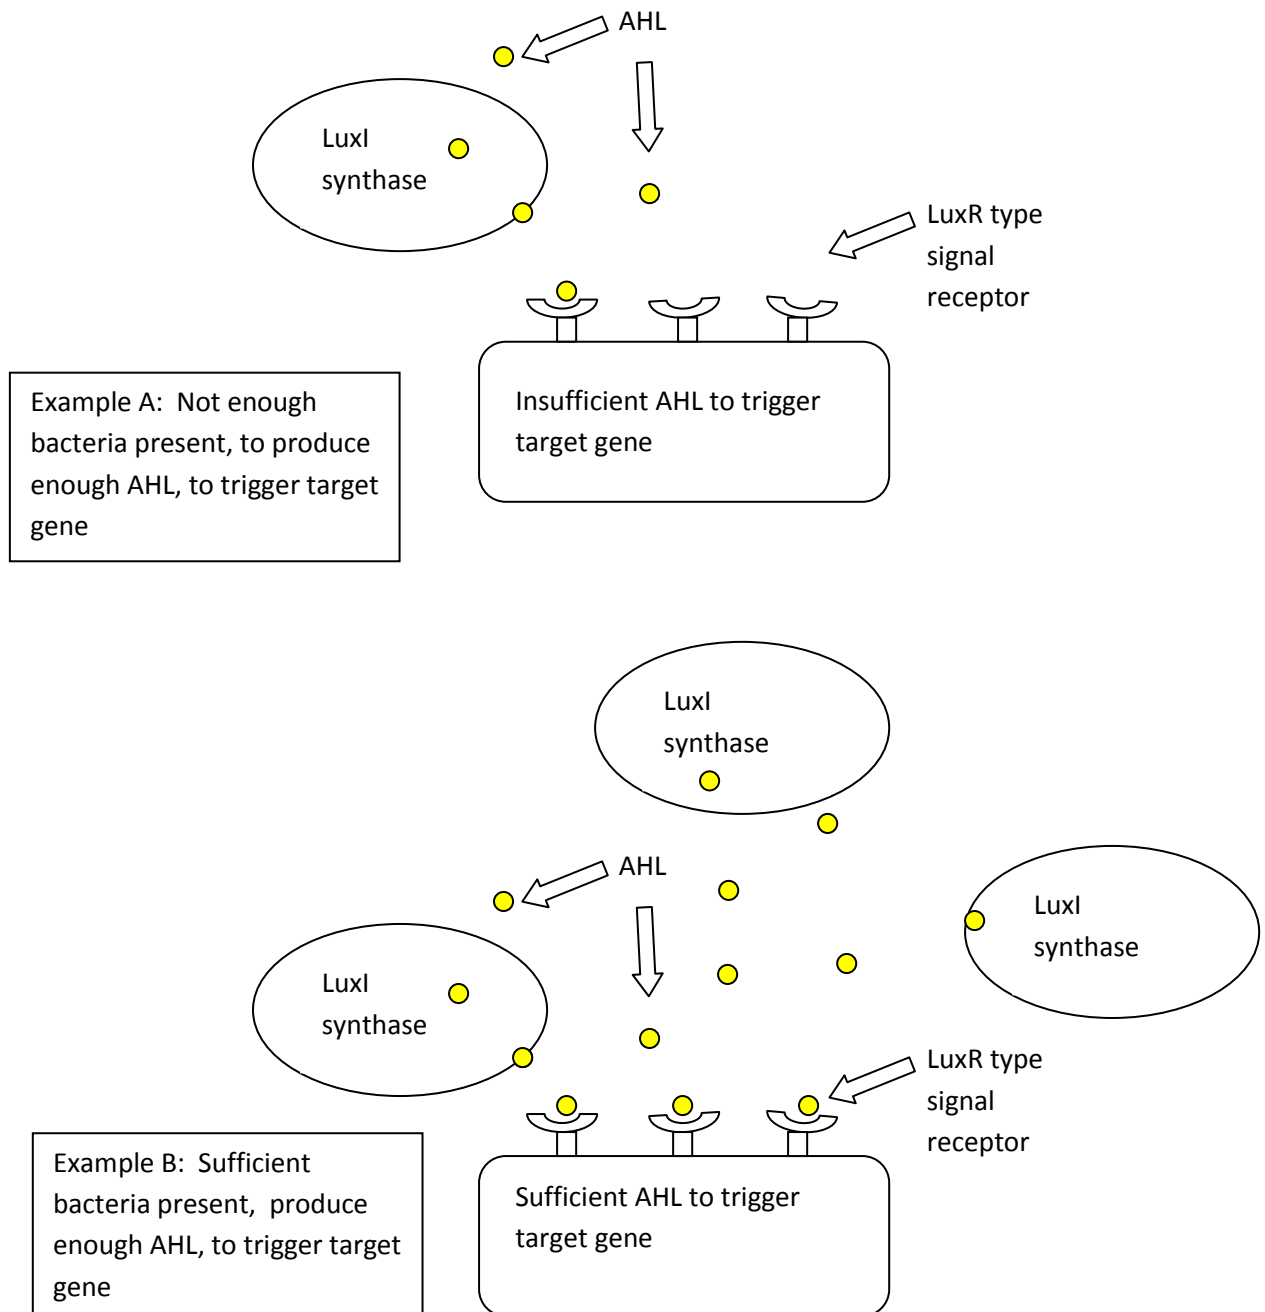 AHL
LuxI
synthase
LuxR type
signal
receptor
Example A:  Not enough
bacteria present, to produce
enough AHL, to trigger target
gene
Insufficient AHL to trigger
target gene
LuxI
synthase
AHL
LuxI
synthase
LuxI
synthase
LuxR type
signal
receptor
Example B:  Sufficient
bacteria present,  produce
enough AHL, to trigger target
gene
Sufficient AHL to trigger
target gene